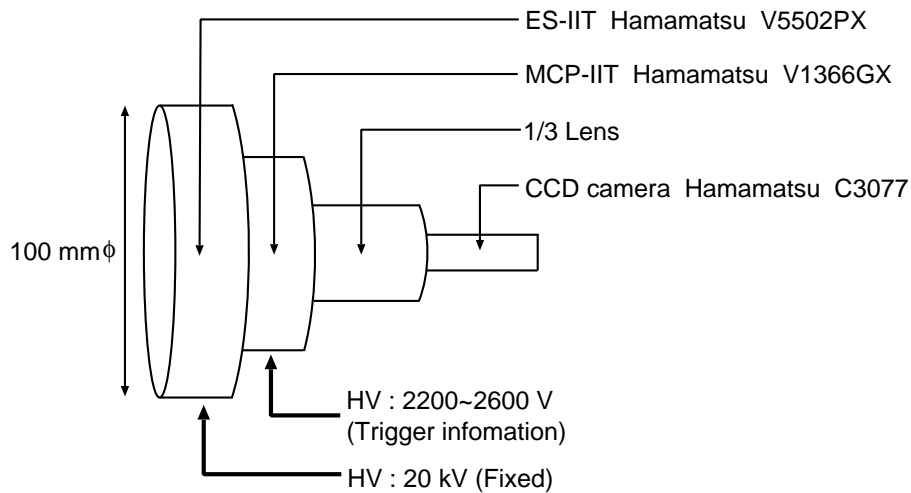 ES-IIT Hamamatsu V5502PX
MCP-IIT Hamamatsu V1366GX
1/3 Lens
CCD camera Hamamatsu C3077
100 mmϕ
HV : 2200~2600 V
(Trigger infomation)
HV : 20 kV (Fixed)